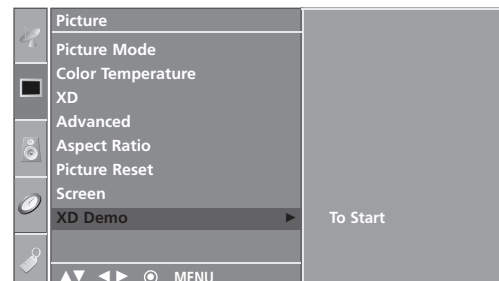 Picture
Picture Mode
Color Temperature
XD
Advanced
Aspect Ratio
Picture Reset
Screen
XD Demo ► To Start
▲▼ ◄► ⊙ MENU